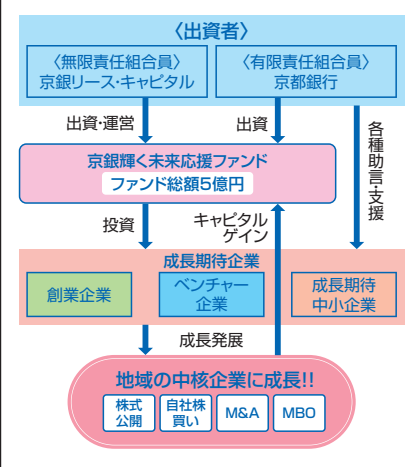 〈出資者〉
〈無限責任組合員〉
京銀リース・キャピタル
〈有限責任組合員〉
京都銀行
出資・運営
出資
各種助言・支援
京銀輝く未来応援ファンド
ファンド総額5億円
投資
キャピタル
ゲイン
成長期待企業
創業企業
ベンチャー
企業
成長期待
中小企業
成長発展
地域の中核企業に成長!!
株式
公開
自社株
買い
M&A
MBO